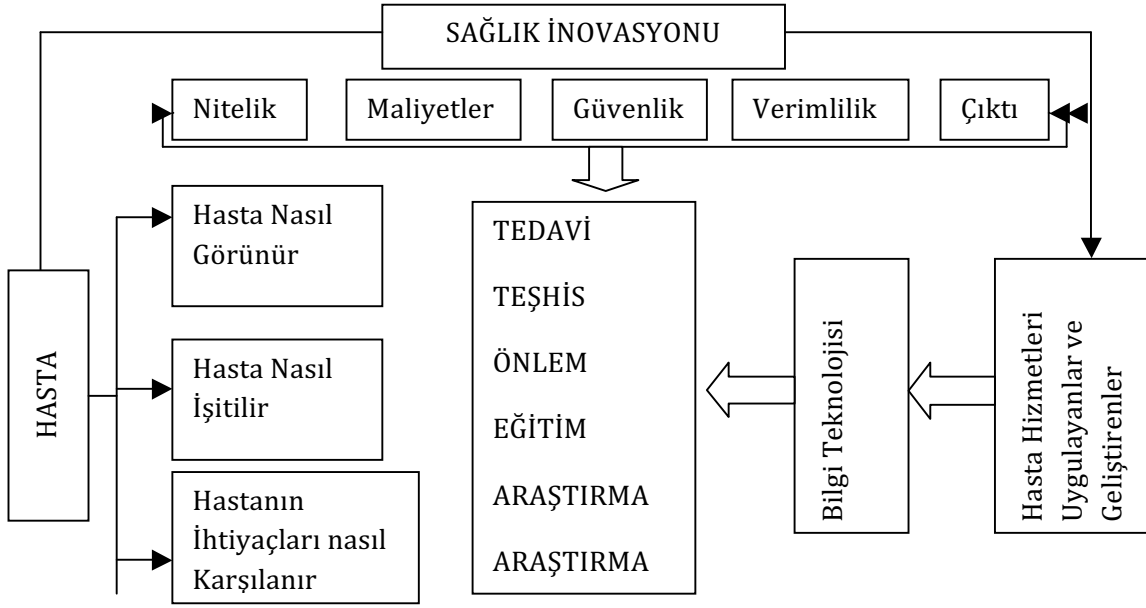 SAĞLIK İNOVASYONU
Nitelik
Maliyetler
Güvenlik
Verimlilik
Çıktı
HASTA
Hasta Nasıl
Görünür
Hasta Nasıl
İşitilir
Hastanın
İhtiyaçları nasıl
Karşılanır
TEDAVİ
TEŞHİS
ÖNLEM
EĞİTİM
ARAŞTIRMA
ARAŞTIRMA
Bilgi Teknolojisi
Hasta Hizmetleri
Uygulayanlar ve
Geliştirenler